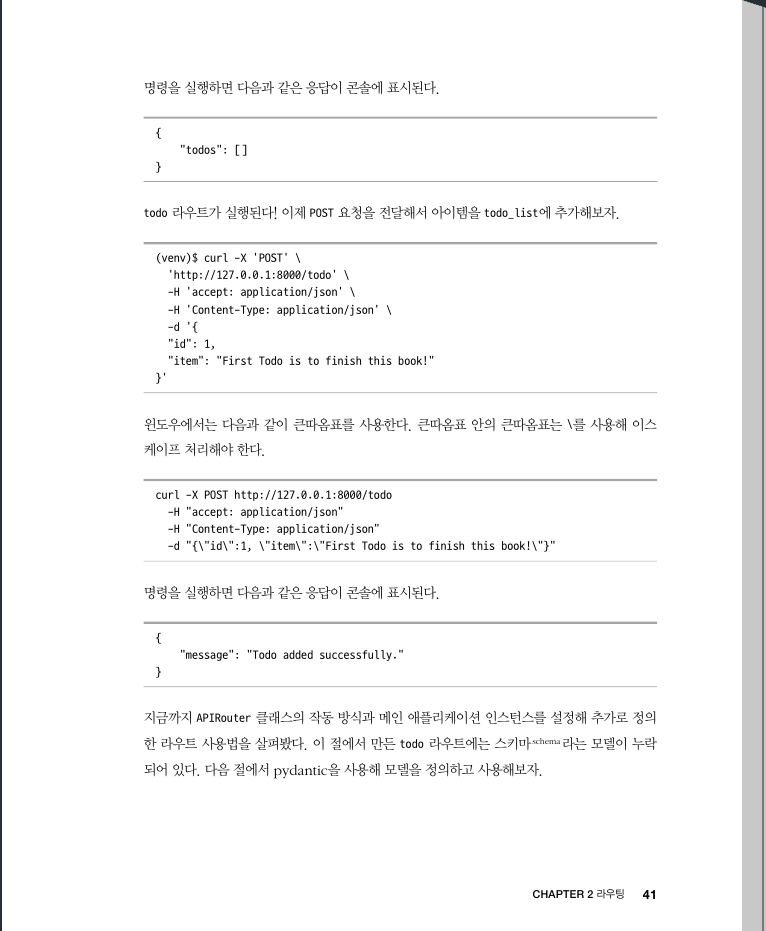 명령을 실행하면 다음과 같은 응답이 콘솔에 표시된다.
{
    "todos": []
}
todo 라우트가 실행된다! 이제 POST 요청을 전달해서 아이템을 todo_list에 추가해보자.
(venv)$ curl -X 'POST' \
  'http://127.0.0.1:8000/todo' \
  -H 'accept: application/json' \
  -H 'Content-Type: application/json' \
  -d '{
  "id": 1,
  "item": "First Todo is to finish this book!"
}'
윈도우에서는 다음과 같이 큰따옴표를 사용한다. 큰따옴표 안의 큰따옴표는 \를 사용해 이스
케이프 처리해야 한다.
curl -X POST http://127.0.0.1:8000/todo
  -H "accept: application/json"
  -H "Content-Type: application/json"
  -d "{\"id\":1, \"item\":\"First Todo is to finish this book!\"}"
명령을 실행하면 다음과 같은 응답이 콘솔에 표시된다.
{
    "message": "Todo added successfully."
}
지금까지 APIRouter 클래스의 작동 방식과 메인 애플리케이션 인스턴스를 설정해 추가로 정의
한 라우트 사용법을 살펴봤다. 이 절에서 만든 todo 라우트에는 스키마schema라는 모델이 누락
되어 있다. 다음 절에서 pydantic을 사용해 모델을 정의하고 사용해보자.
CHAPTER 2 라우팅 41